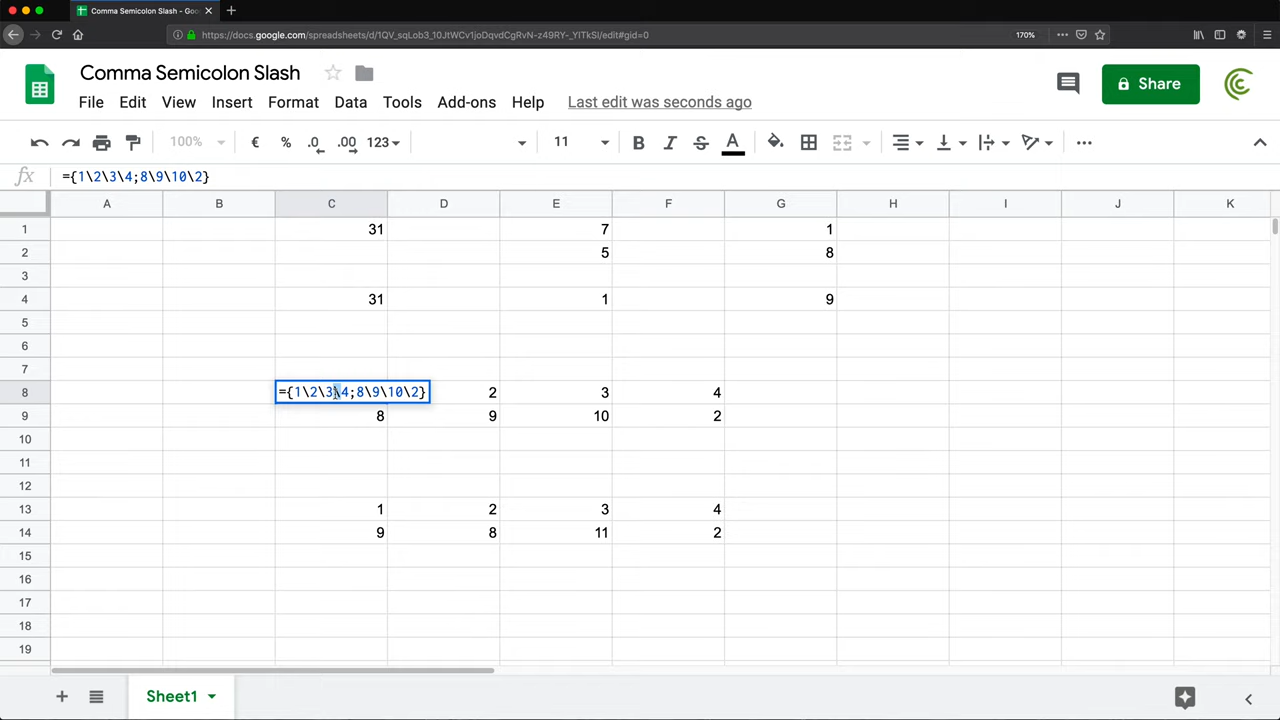 Comma Semicolon Slash - Goo
https://docs.google.com/spreadsheets/d/1QV_sqLob3_10JtWCv1joDqvdCgRvN-z49RY-_YITkSI/edit#gid=0 170%
Comma Semicolon Slash
Share
File Edit View Insert Format Data Tools Add-ons Help Last edit was seconds ago
100% € % .0 .00 123 11 B I S A
fx ={1\2\3\4;8\9\10\2}
A B C D E F G H I J K
1 31 7 1
2 5 8
3
4 31 1 9
5
6
7
8 ={1\2\3\4;8\9\10\2} 2 3 4
9 8 9 10 2
10
11
12
13 1 2 3 4
14 9 8 11 2
15
16
17
18
19
Sheet1